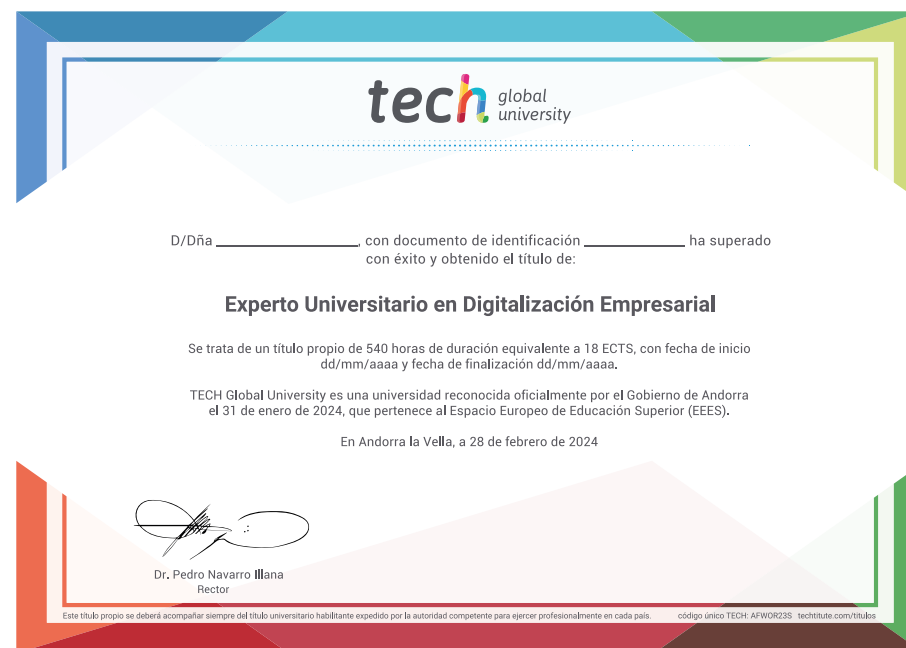 tech global university
D/Dña ____________________, con documento de identificación ______________ ha superado
con éxito y obtenido el título de:
Experto Universitario en Digitalización Empresarial
Se trata de un título propio de 540 horas de duración equivalente a 18 ECTS, con fecha de inicio
dd/mm/aaaa y fecha de finalización dd/mm/aaaa.
TECH Global University es una universidad reconocida oficialmente por el Gobierno de Andorra
el 31 de enero de 2024, que pertenece al Espacio Europeo de Educación Superior (EEES).
En Andorra la Vella, a 28 de febrero de 2024
Dr. Pedro Navarro Illana
Rector
Este título propio se deberá acompañar siempre del título universitario habilitante expedido por la autoridad competente para ejercer profesionalmente en cada país. código único TECH: AFWOR23S techtitute.com/titulos